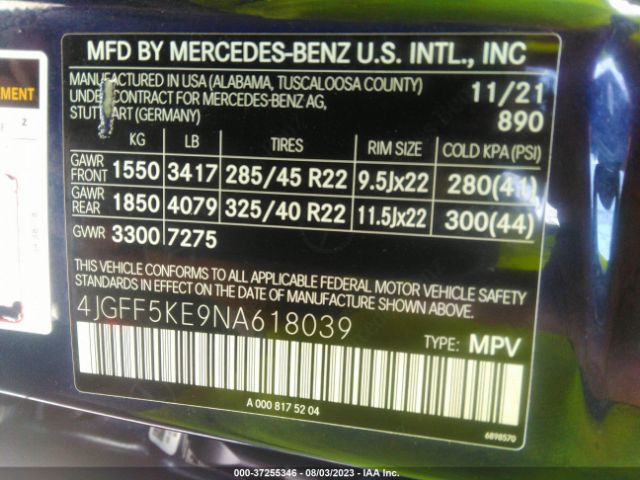 MFD BY MERCEDES-BENZ U.S. INTL., INC
MANUFACTURED IN USA (ALABAMA, TUSCALOOSA COUNTY) 11/21
UNDER CONTRACT FOR MERCEDES-BENZ AG,
STUTTGART (GERMANY) 890
KG LB TIRES RIM SIZE COLD KPA (PSI)
GAWR FRONT 1550 3417 285/45 R22 9.5Jx22 280(41)
GAWR REAR 1850 4079 325/40 R22 11.5Jx22 300(44)
GVWR 3300 7275
THIS VEHICLE CONFORMS TO ALL APPLICABLE FEDERAL MOTOR VEHICLE SAFETY
STANDARDS IN EFFECT ON THE DATE OF MANUFACTURE SHOWN ABOVE.
4JGFF5KE9NA618039
TYPE: MPV
A 000 817 52 04
6898570
2
000-37255346 - 08/03/2023 - IAA Inc.